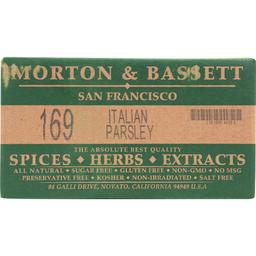 MORTON & BASSETT
SAN FRANCISCO
169
ITALIAN
PARSLEY
THE ABSOLUTE BEST QUALITY
SPICES • HERBS • EXTRACTS
ALL NATURAL • SUGAR FREE • GLUTEN FREE • NON-GMO • NO MSG
PRESERVATIVE FREE • KOSHER • NON-IRRADIATED • SALT FREE
84 GALLI DRIVE, NOVATO, CALIFORNIA 94949 U.S.A